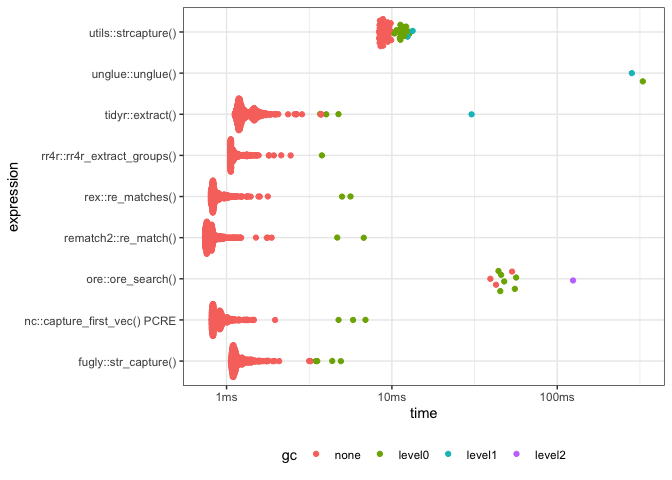 utils::strcapture()
unglue::unglue()
tidyr::extract()
rr4r::rr4r_extract_groups()
rex::re_matches()
rematch2::re_match()
ore::ore_search()
nc::capture_first_vec() PCRE
fugly::str_capture()
expression
1ms
10ms
100ms
time
gc
none
level0
level1
level2